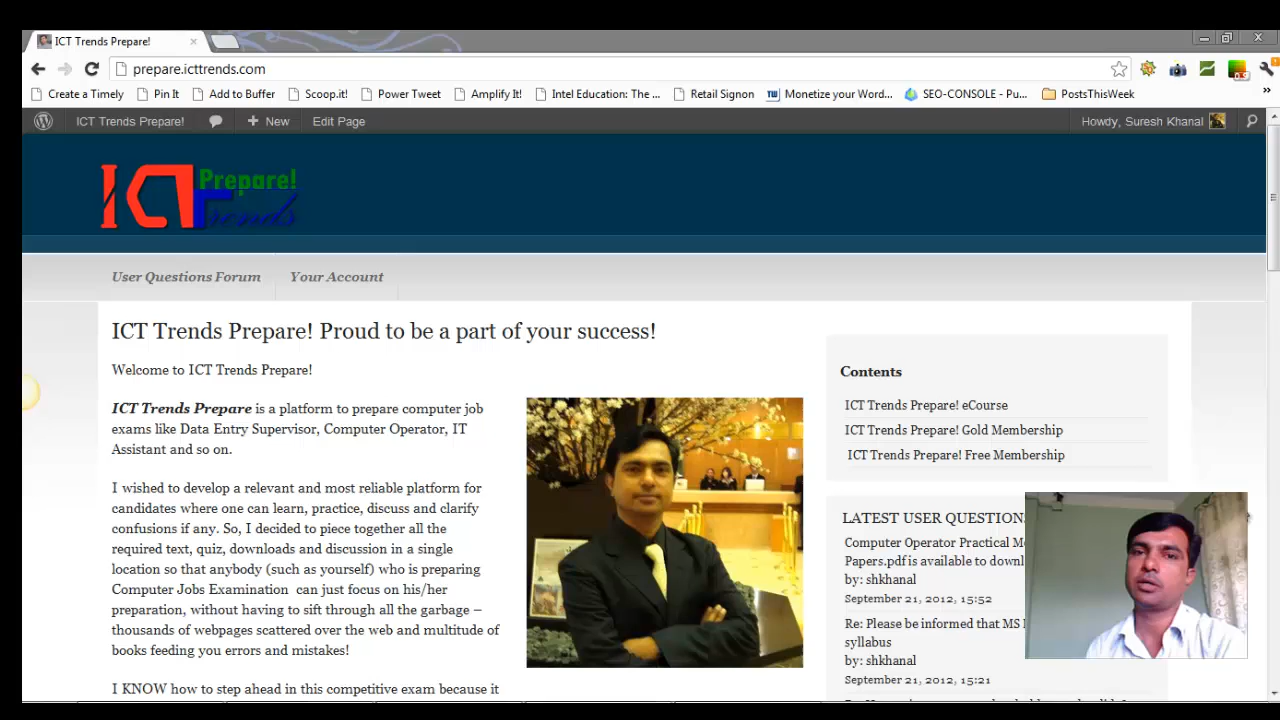 ICT Trends Prepare!
prepare.icttrends.com
Create a Timely Pin It Add to Buffer Scoop.it! Power Tweet Amplify It! Intel Education: The ... Retail Signon Monetize your Word... SEO-CONSOLE - Pu... PostsThisWeek
ICT Trends Prepare! New Edit Page Howdy, Suresh Khanal
ICT Prepare!
Trends
User Questions Forum Your Account
ICT Trends Prepare! Proud to be a part of your success!
Welcome to ICT Trends Prepare!
ICT Trends Prepare is a platform to prepare computer job
exams like Data Entry Supervisor, Computer Operator, IT
Assistant and so on.
I wished to develop a relevant and most reliable platform for
candidates where one can learn, practice, discuss and clarify
confusions if any. So, I decided to piece together all the
required text, quiz, downloads and discussion in a single
location so that anybody (such as yourself) who is preparing
Computer Jobs Examination can just focus on his/her
preparation, without having to sift through all the garbage –
thousands of webpages scattered over the web and multitude of
books feeding you errors and mistakes!
I KNOW how to step ahead in this competitive exam because it
Contents
ICT Trends Prepare! eCourse
ICT Trends Prepare! Gold Membership
ICT Trends Prepare! Free Membership
LATEST USER QUESTION
Computer Operator Practical M
Papers.pdf is available to downl
by: shkhanal
September 21, 2012, 15:52
Re: Please be informed that MS
syllabus
by: shkhanal
September 21, 2012, 15:21